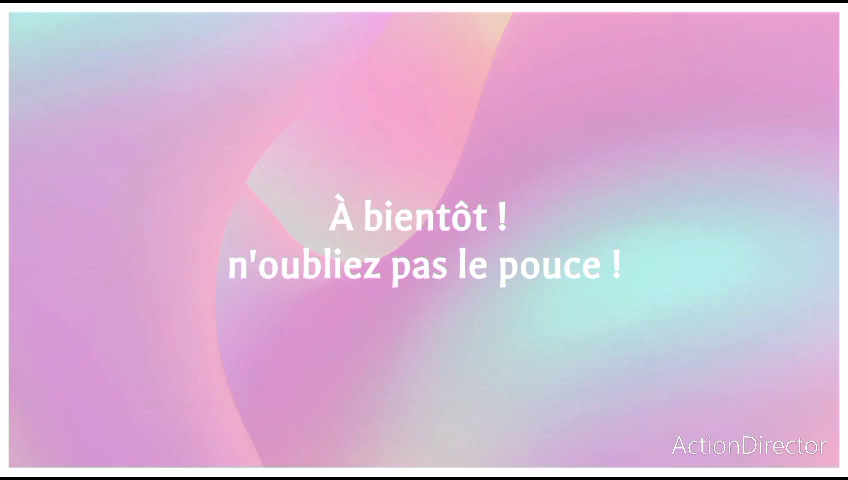 À bientôt !
n'oubliez pas le pouce !
ActionDirector